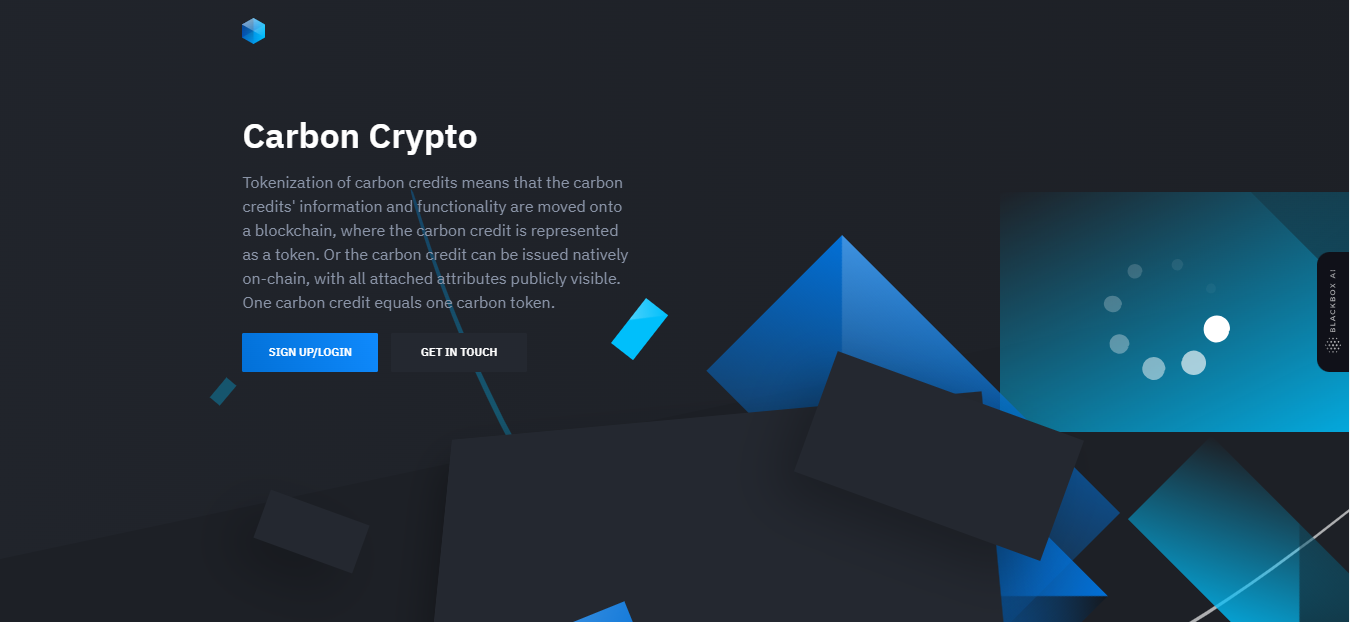 Carbon Crypto
Tokenization of carbon credits means that the carbon
credits' information and functionality are moved onto
a blockchain, where the carbon credit is represented
as a token. Or the carbon credit can be issued natively
on-chain, with all attached attributes publicly visible.
One carbon credit equals one carbon token.
SIGN UP/LOGIN
GET IN TOUCH
BLACKBOX AI